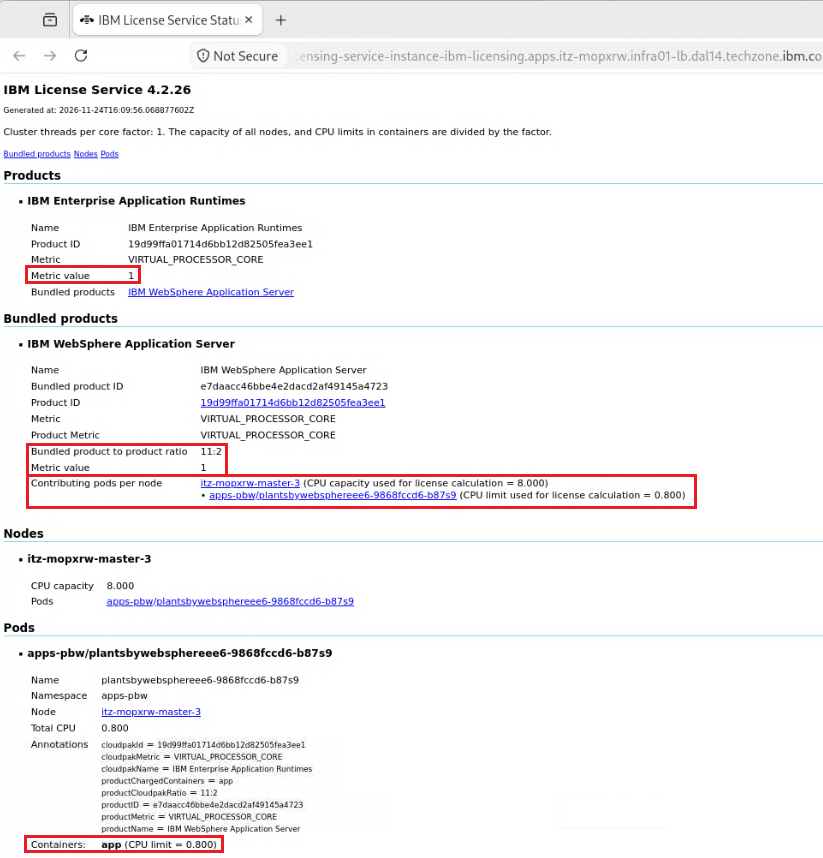 IBM License Service Statu
Not Secure
ensing-service-instance-ibm-licensing.apps.itz-mopxrw.infra01-lb.dal14.techzone.ibm.co
IBM License Service 4.2.26
Generated at: 2026-11-24T16:09:56.068877602Z
Cluster threads per core factor: 1. The capacity of all nodes, and CPU limits in containers are divided by the factor.
Bundled products Nodes Pods
Products
▪ IBM Enterprise Application Runtimes
Name IBM Enterprise Application Runtimes
Product ID 19d99ffa01714d6bb12d82505fea3ee1
Metric VIRTUAL_PROCESSOR_CORE
Metric value 1
Bundled products IBM WebSphere Application Server
Bundled products
▪ IBM WebSphere Application Server
Name IBM WebSphere Application Server
Bundled product ID e7daacc46bbe4e2dacd2af49145a4723
Product ID 19d99ffa01714d6bb12d82505fea3ee1
Metric VIRTUAL_PROCESSOR_CORE
Product Metric VIRTUAL_PROCESSOR_CORE
Bundled product to product ratio 11:2
Metric value 1
Contributing pods per node itz-mopxrw-master-3 (CPU capacity used for license calculation = 8.000)
• apps-pbw/plantsbywebsphereee6-9868fccd6-b87s9 (CPU limit used for license calculation = 0.800)
Nodes
▪ itz-mopxrw-master-3
CPU capacity 8.000
Pods apps-pbw/plantsbywebsphereee6-9868fccd6-b87s9
Pods
▪ apps-pbw/plantsbywebsphereee6-9868fccd6-b87s9
Name plantsbywebsphereee6-9868fccd6-b87s9
Namespace apps-pbw
Node itz-mopxrw-master-3
Total CPU 0.800
Annotations cloudpakId = 19d99ffa01714d6bb12d82505fea3ee1
cloudpakMetric = VIRTUAL_PROCESSOR_CORE
cloudpakName = IBM Enterprise Application Runtimes
productChargedContainers = app
productCloudpakRatio = 11:2
productID = e7daacc46bbe4e2dacd2af49145a4723
productMetric = VIRTUAL_PROCESSOR_CORE
productName = IBM WebSphere Application Server
Containers: app (CPU limit = 0.800)